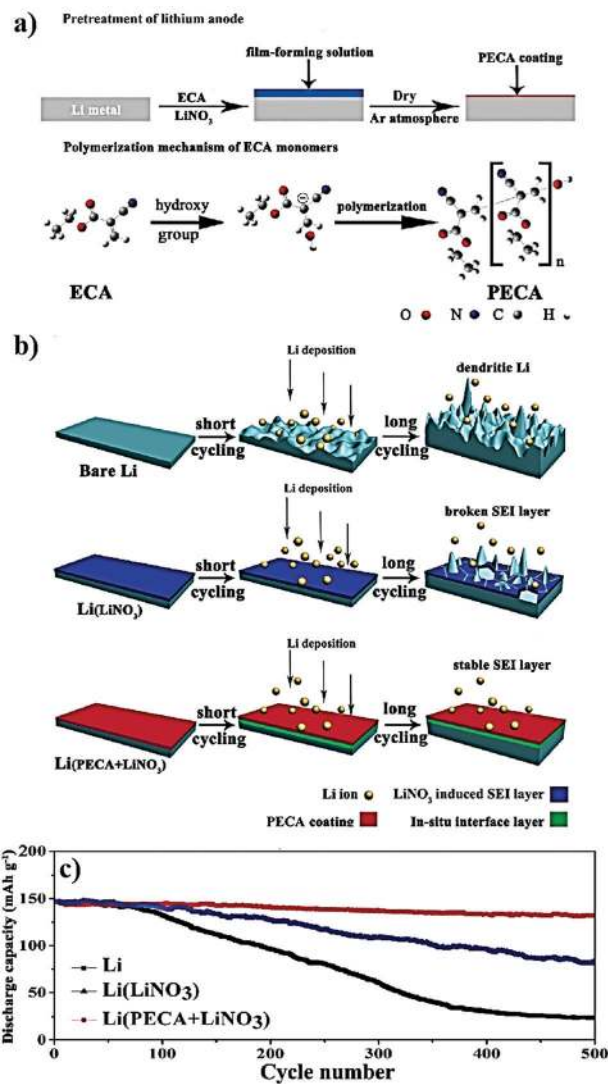 a)
Pretreatment of lithium anode
film-forming solution
PECA coating
Li metal
ECA
LiNO3
Dry
Ar atmosphere
Polymerization mechanism of ECA monomers
hydroxy
group
⊖
polymerization
n
ECA
PECA
O N C H
b)
Li deposition
dendritic Li
short
cycling
long
cycling
Bare Li
Li deposition
broken SEI layer
short
cycling
long
cycling
Li(LiNO3)
Li deposition
stable SEI layer
short
cycling
long
cycling
Li(PECA+LiNO3)
Li ion
LiNO3 induced SEI layer
PECA coating
In-situ interface layer
c)
Discharge capacity (mAh g-1)
200
150
100
50
0
Li
Li(LiNO3)
Li(PECA+LiNO3)
0 100 200 300 400 500
Cycle number